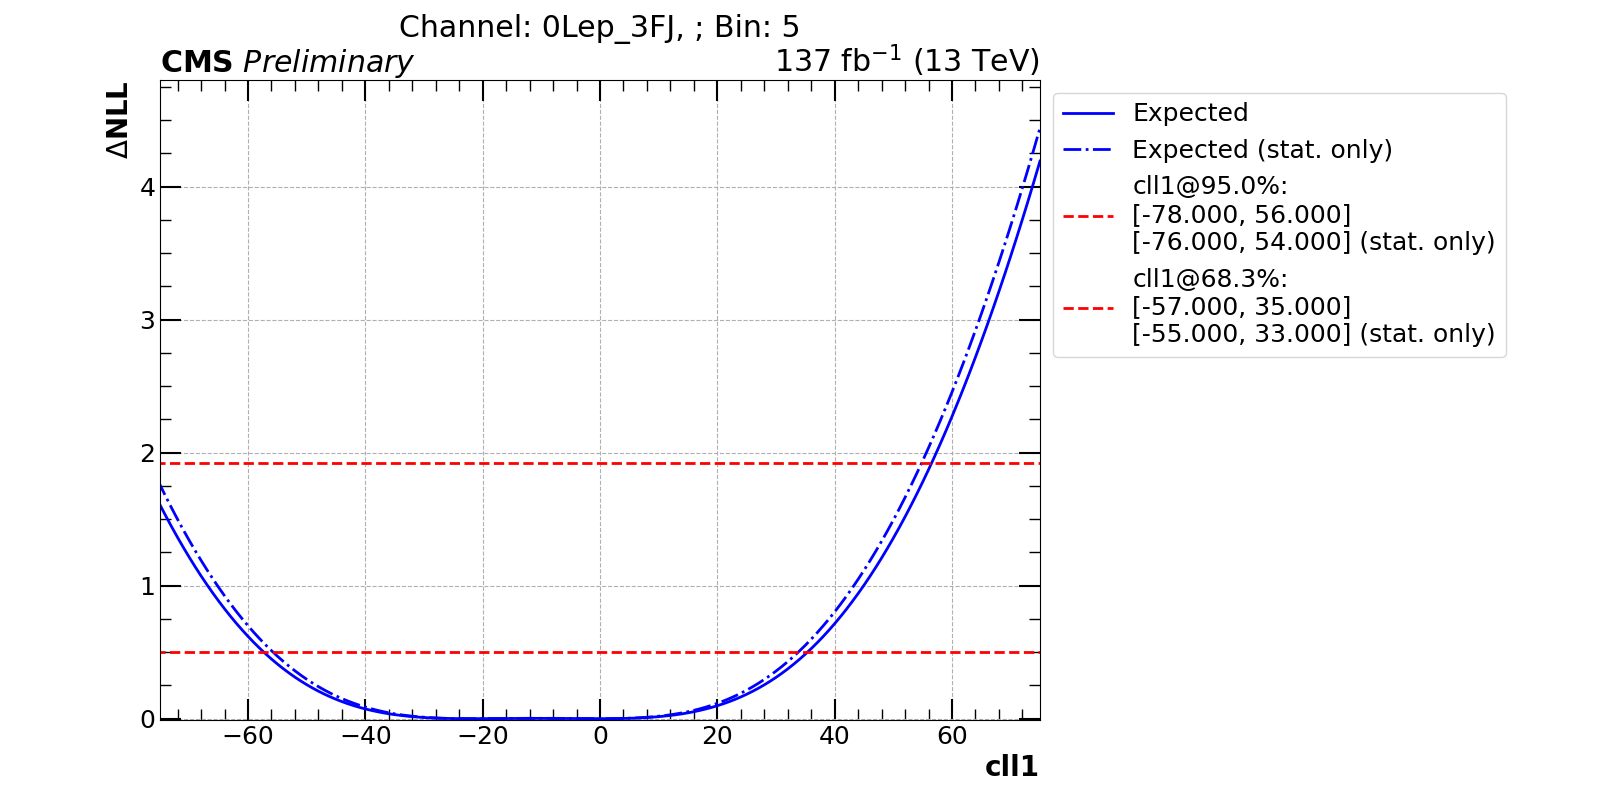 Channel: 0Lep_3FJ, ; Bin: 5
CMS Preliminary 137 fb⁻¹ (13 TeV)
ΔNLL
4
3
2
1
0
−60 −40 −20 0 20 40 60
cll1
Expected
Expected (stat. only)
cll1@95.0%:
[-78.000, 56.000]
[-76.000, 54.000] (stat. only)
cll1@68.3%:
[-57.000, 35.000]
[-55.000, 33.000] (stat. only)